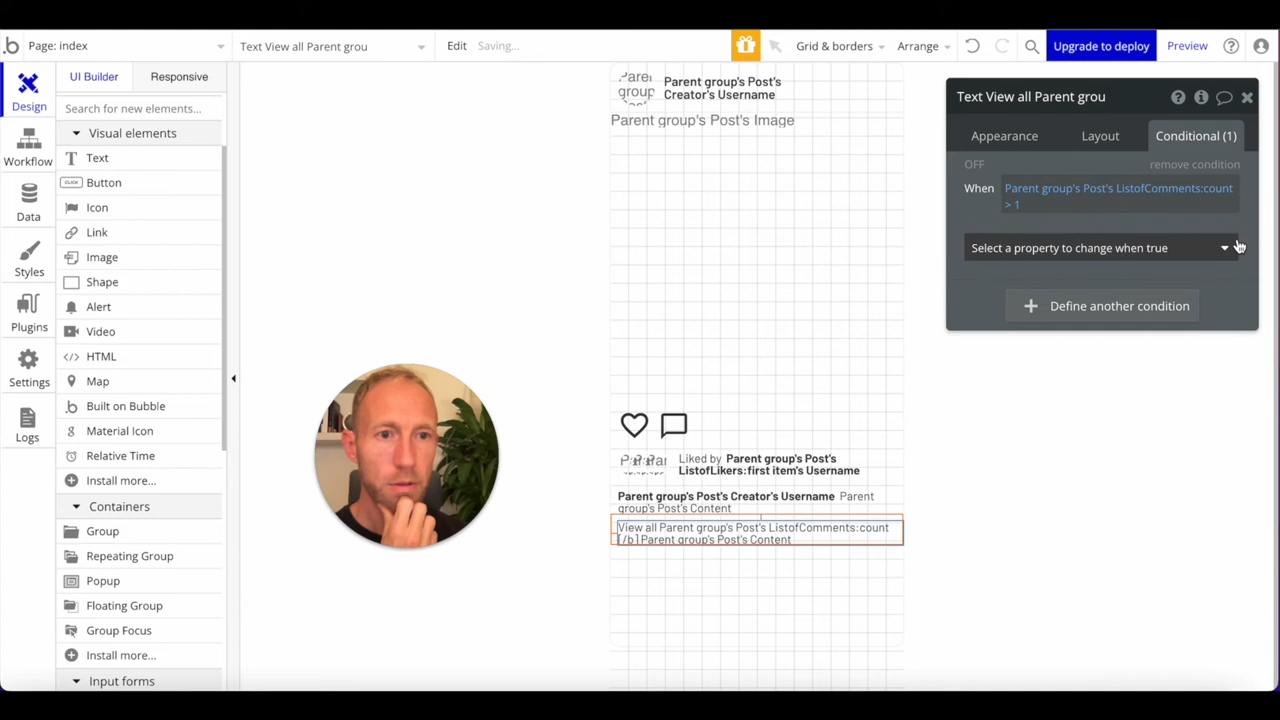 Page: index
Text View all Parent grou
Edit
Saving...
Grid & borders
Arrange
Upgrade to deploy
Preview
Design
Workflow
Data
Styles
Plugins
Settings
Logs
UI Builder
Responsive
Search for new elements...
Visual elements
Text
CLICK
Button
Icon
Link
Image
Shape
Alert
Video
HTML
Map
Built on Bubble
Material Icon
Relative Time
Install more...
Containers
Group
Repeating Group
Popup
Floating Group
Group Focus
Install more...
Input forms
Parent group's Post's
Creator's Username
Parent group's Post's Image
Liked by Parent group's Post's
ListofLikers:first item's Username
Parent group's Post's Creator's Username Parent
group's Post's Content
View all Parent group's Post's ListofComments:count
[/b] Parent group's Post's Content
Text View all Parent grou
Appearance
Layout
Conditional (1)
OFF
remove condition
When
Parent group's Post's ListofComments:count
> 1
Select a property to change when true
Define another condition